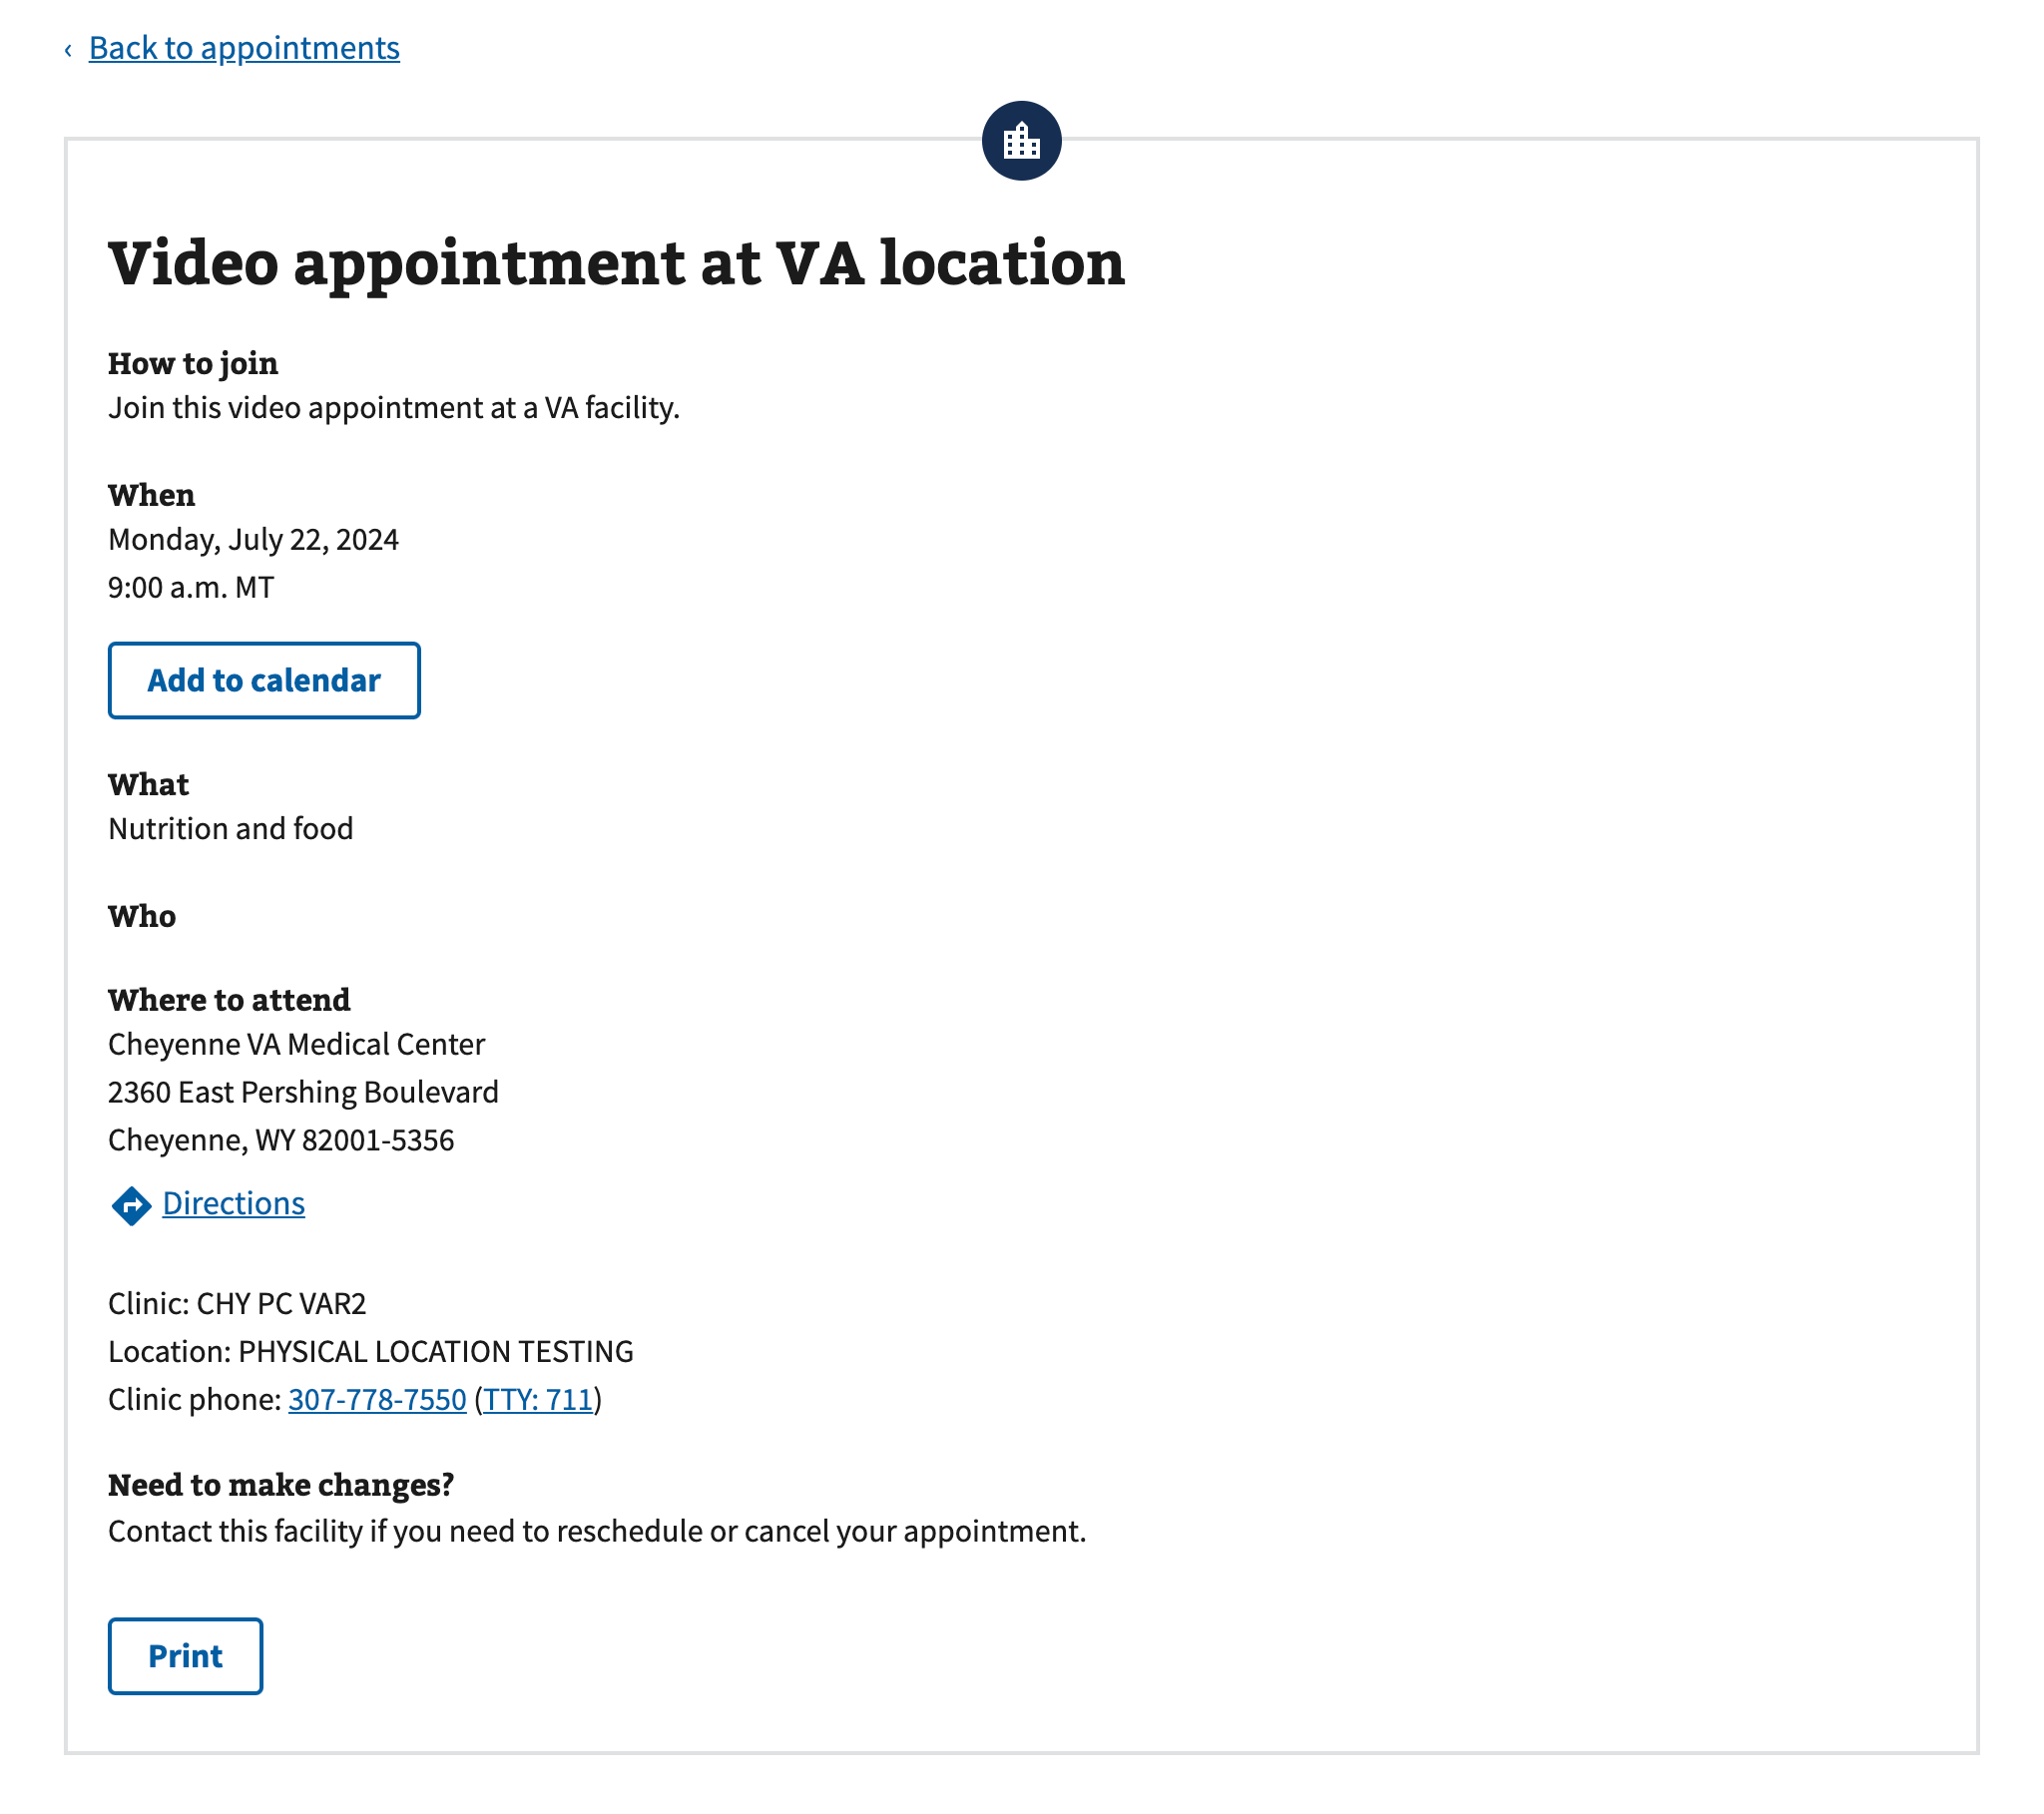 ‹ Back to appointments
Video appointment at VA location
How to join
Join this video appointment at a VA facility.
When
Monday, July 22, 2024
9:00 a.m. MT
Add to calendar
What
Nutrition and food
Who
Where to attend
Cheyenne VA Medical Center
2360 East Pershing Boulevard
Cheyenne, WY 82001-5356
Directions
Clinic: CHY PC VAR2
Location: PHYSICAL LOCATION TESTING
Clinic phone: 307-778-7550 (TTY: 711)
Need to make changes?
Contact this facility if you need to reschedule or cancel your appointment.
Print